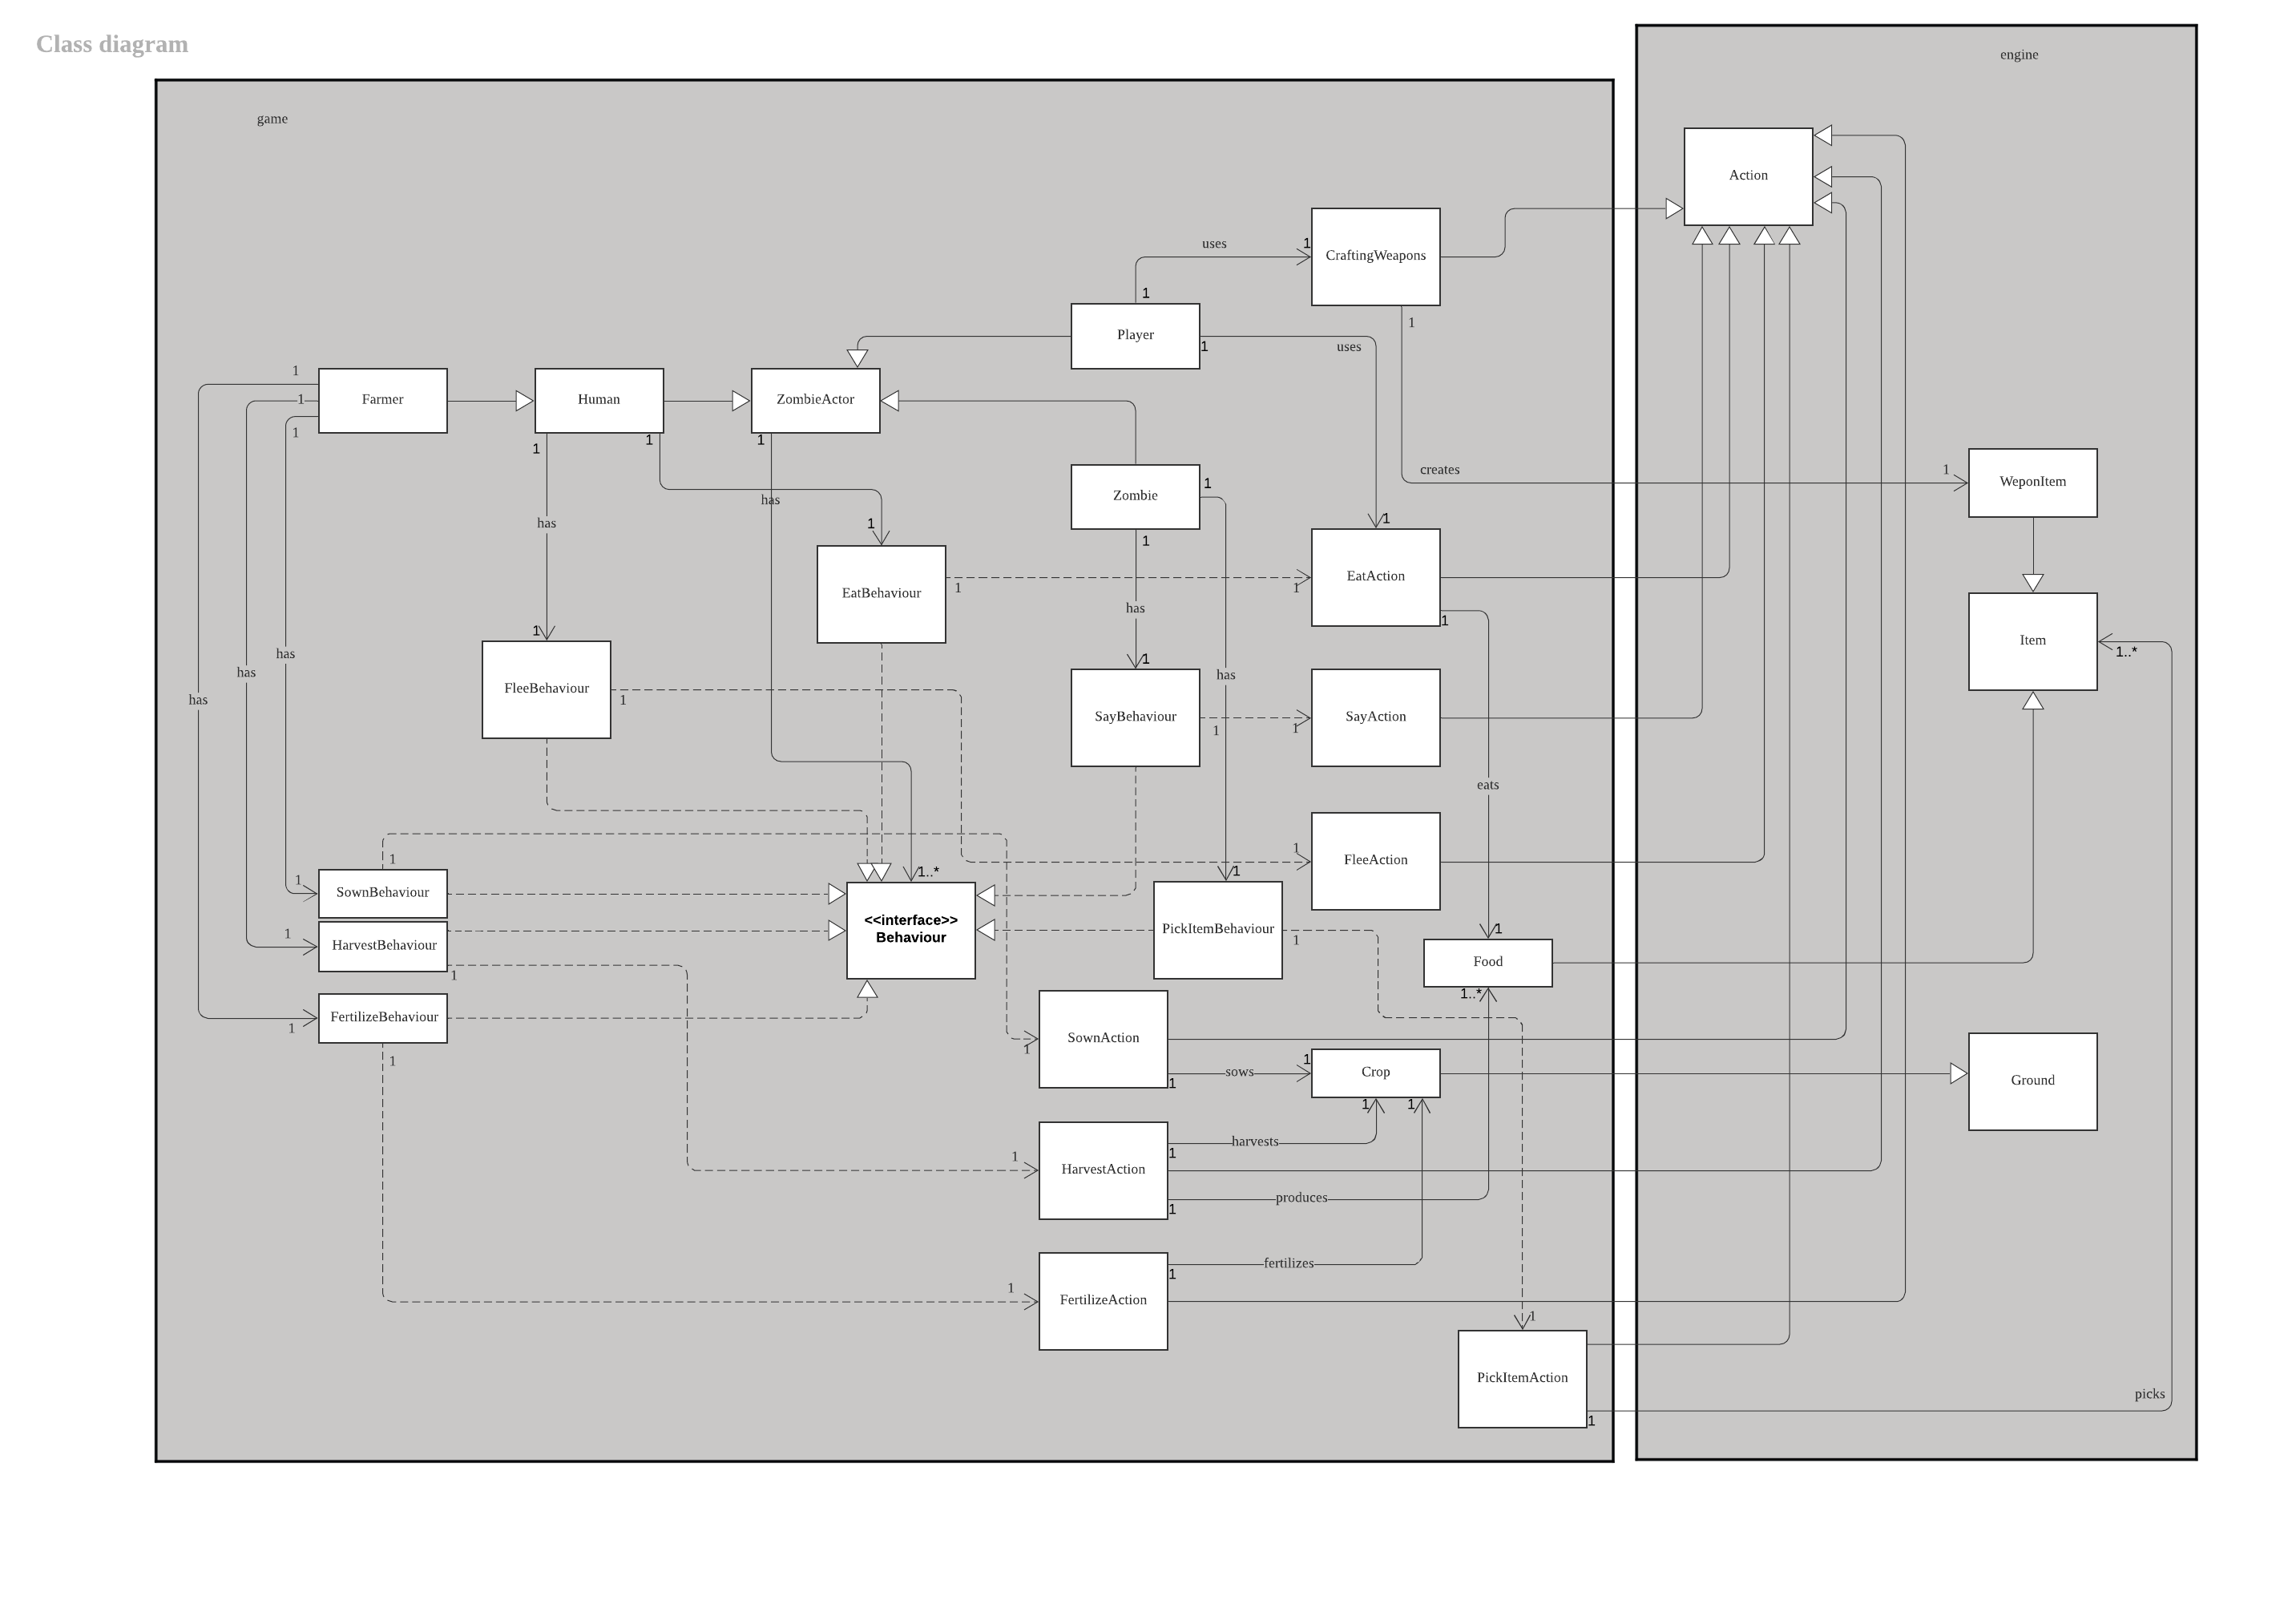 Class diagram
engine
game
Action
uses
1
CraftingWeapons
1
1
Player
1
uses
1
Farmer
1
1
Human
ZombieActor
1
1
1
creates
1
WeponItem
Zombie
1
has
1
1
1
has
1
EatBehaviour
1
1
EatAction
has
1
1
Item
1..*
has
has
has
has
FleeBehaviour
1
1
SayBehaviour
1
1
SayAction
has
eats
1
1
1
FleeAction
1..*
1
1
SownBehaviour
<<interface>>
Behaviour
PickItemBehaviour
1
1
HarvestBehaviour
1
1
Food
1..*
FertilizeBehaviour
1
1
1
SownAction
1
sows
1
Crop
Ground
1
1
harvests
1
1
HarvestAction
produces
1
fertilizes
1
1
FertilizeAction
1
PickItemAction
1
picks